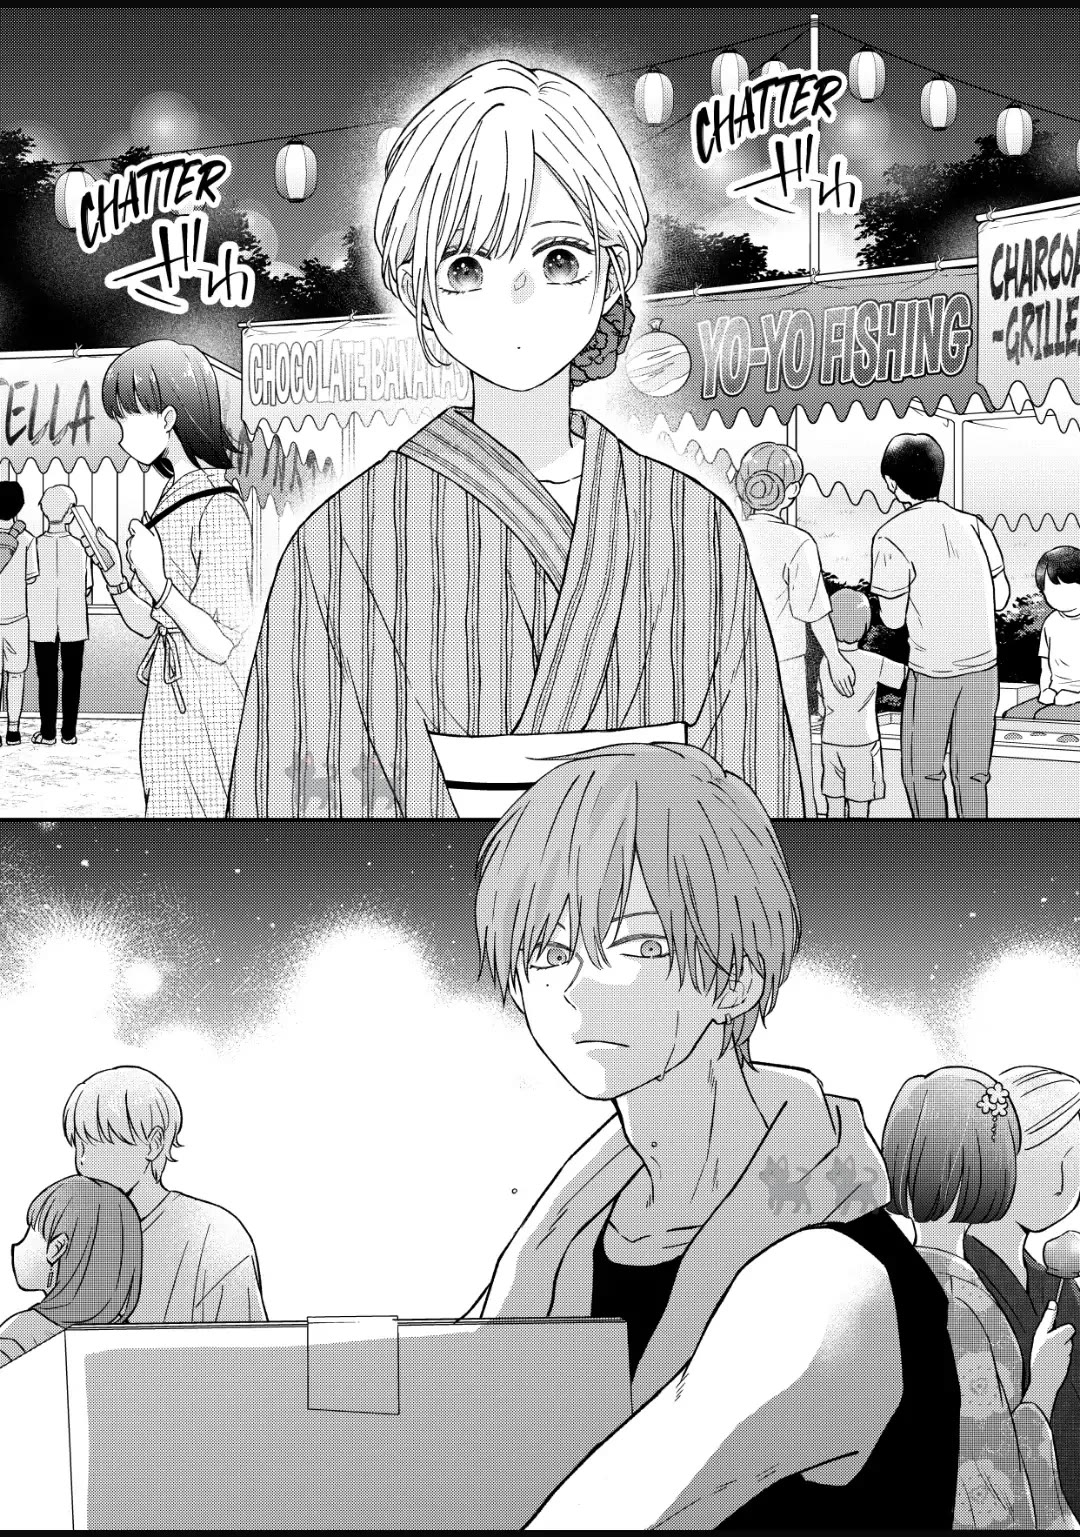 CHATTER
ざわ
CHATTER
ざわ
CHOCOLATE BANANAS
YO-YO FISHING
CHARCOA
-GRILLE
ELLA